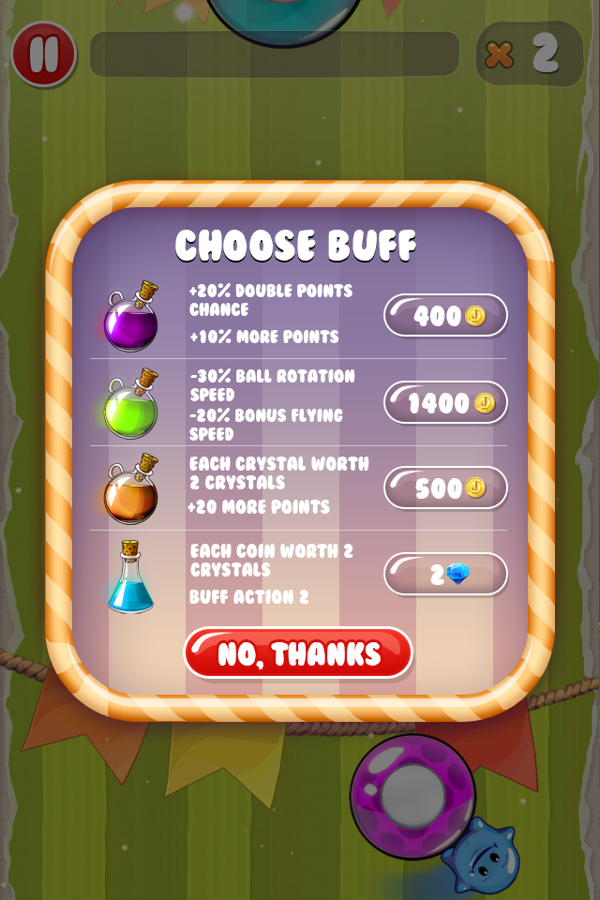 × 2
CHOOSE BUFF
+20% DOUBLE POINTS
CHANCE
+10% MORE POINTS
400
-30% BALL ROTATION
SPEED
-20% BONUS FLYING
SPEED
1400
EACH CRYSTAL WORTH
2 CRYSTALS
+20 MORE POINTS
500
EACH COIN WORTH 2
CRYSTALS
BUFF ACTION 2
2
NO, THANKS